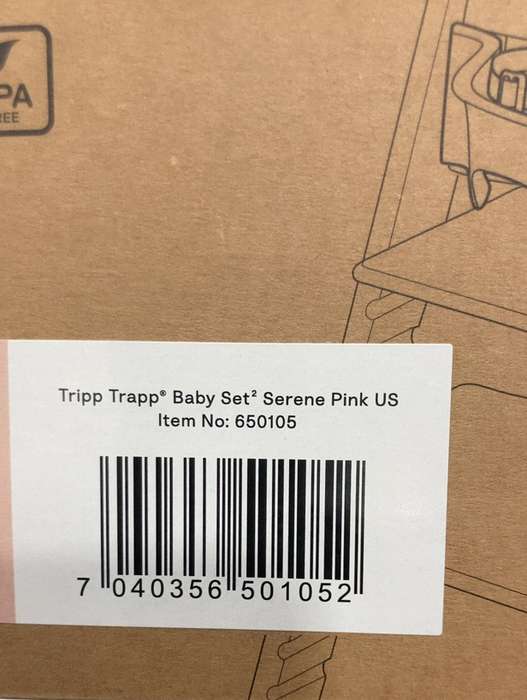 PA
REE
Tripp Trapp® Baby Set² Serene Pink US
Item No: 650105
7 040356 501052